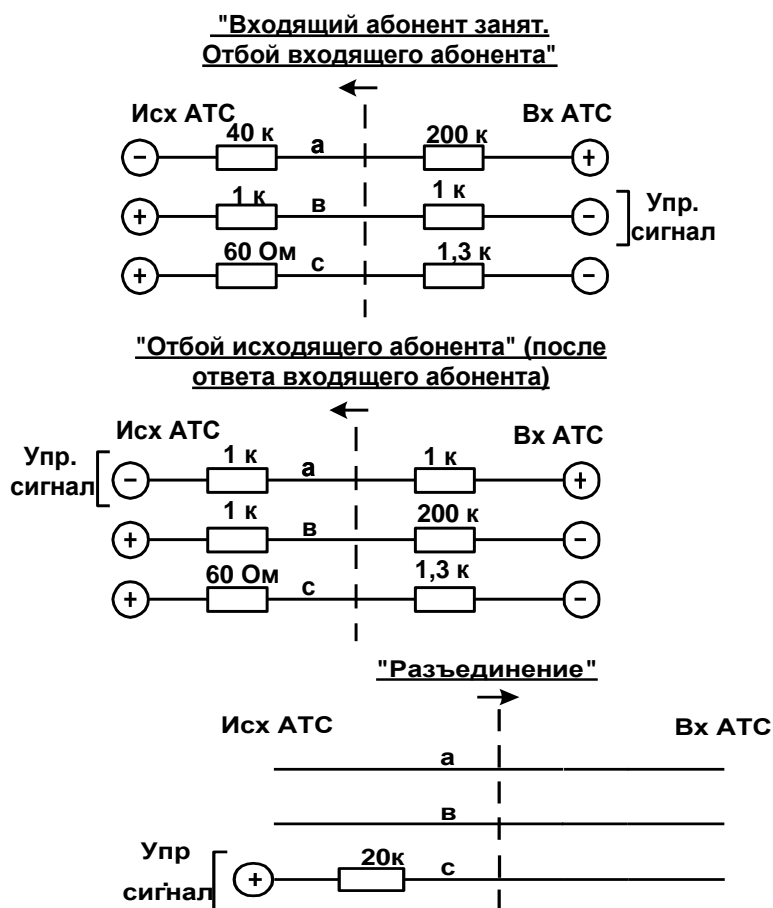 "Входящий абонент занят.
Отбой входящего абонента"
Исх АТС Вх АТС
40 к а 200 к
- +
1 к в 1 к
+ - Упр.
сигнал
60 Ом с 1,3 к
+ -
"Отбой исходящего абонента" (после
ответа входящего абонента)
Исх АТС Вх АТС
Упр.
сигнал
1 к а 1 к
- +
1 к в 200 к
+ -
60 Ом с 1,3 к
+ -
"Разъединение"
Исх АТС Вх АТС
а
в
Упр
сигнал
20к с
+